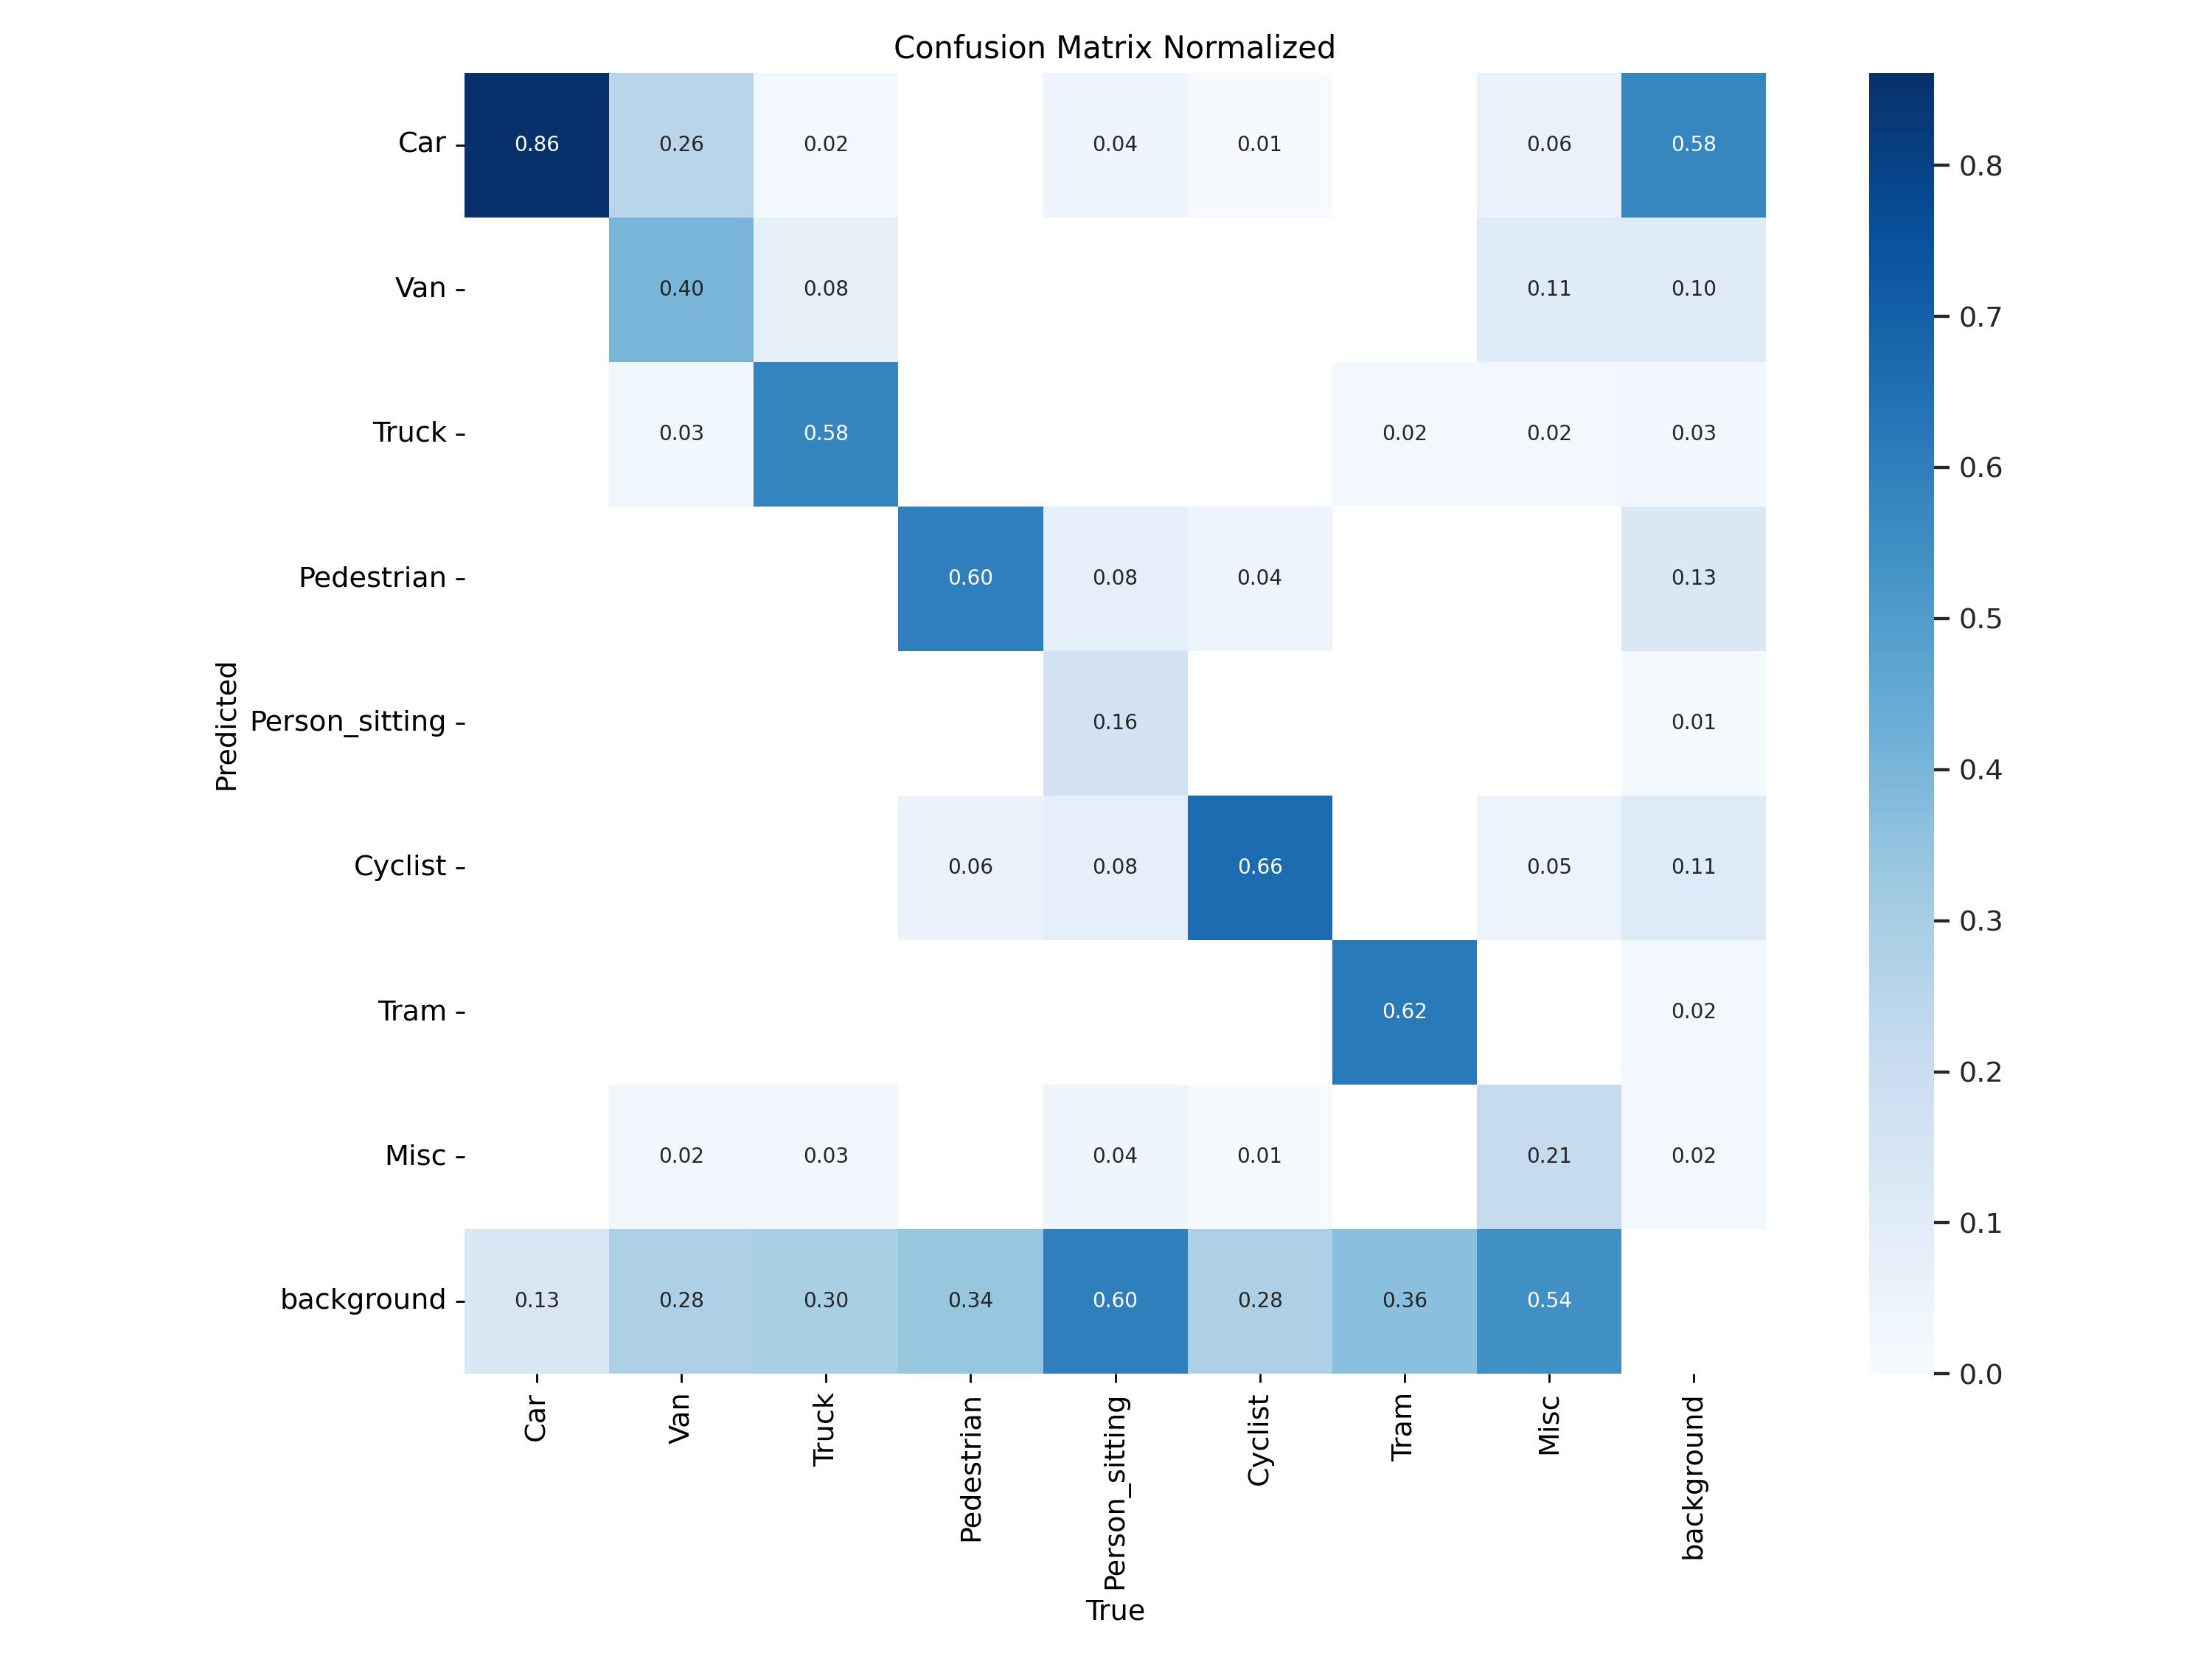 Confusion Matrix Normalized
Car 0.86 0.26 0.02 0.04 0.01 0.06 0.58
Van 0.40 0.08 0.11 0.10
Truck 0.03 0.58 0.02 0.02 0.03
Pedestrian 0.60 0.08 0.04 0.13
Person_sitting 0.16 0.01
Cyclist 0.06 0.08 0.66 0.05 0.11
Tram 0.62 0.02
Misc 0.02 0.03 0.04 0.01 0.21 0.02
background 0.13 0.28 0.30 0.34 0.60 0.28 0.36 0.54
Predicted
Car Van Truck Pedestrian Person_sitting Cyclist Tram Misc background
True
0.8
0.7
0.6
0.5
0.4
0.3
0.2
0.1
0.0